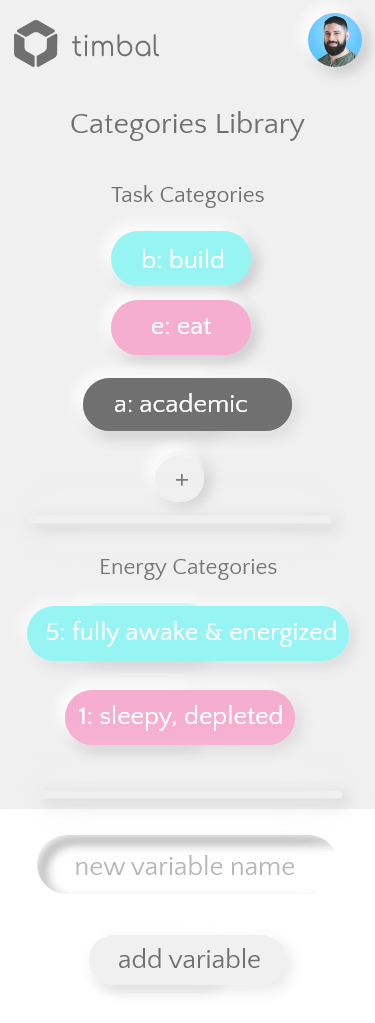 timbal
Categories Library
Task Categories
b: build
e: eat
a: academic
+
Energy Categories
5: fully awake & energized
1: sleepy, depleted
new variable name
add variable